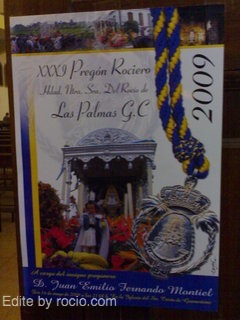 XXXI Pregón Rociero
Hdad. Ntra. Sra. Del Rocío de
Las Palmas G.C
2009
A cargo del insigne pregonero
D. Juan Emilio Fernando Montiel
Edite by rocio.com